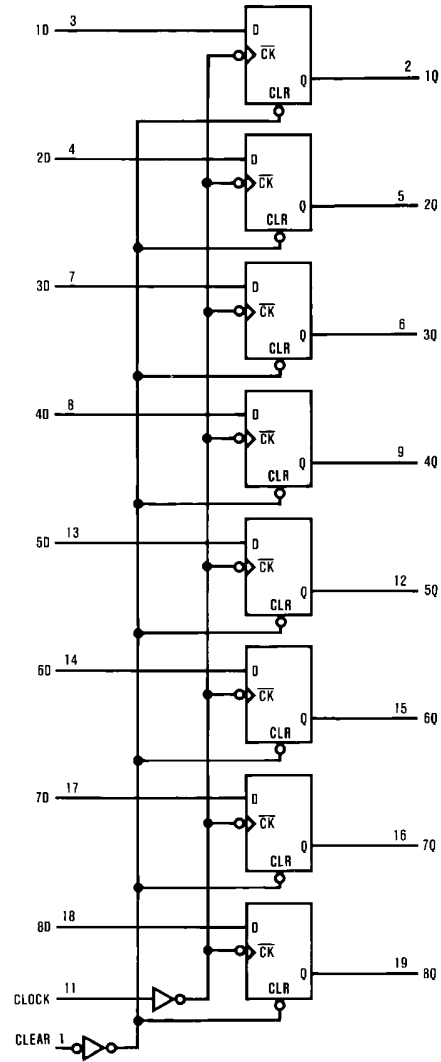 1D 3 D
CK
2 1Q
Q
CLR
2D 4 D
CK
5 2Q
Q
CLR
3D 7 D
CK
6 3Q
Q
CLR
4D 8 D
CK
9 4Q
Q
CLR
5D 13 D
CK
12 5Q
Q
CLR
6D 14 D
CK
15 6Q
Q
CLR
7D 17 D
CK
16 7Q
Q
CLR
8D 18 D
CK
19 8Q
Q
CLOCK 11
CLR
CLEAR 1